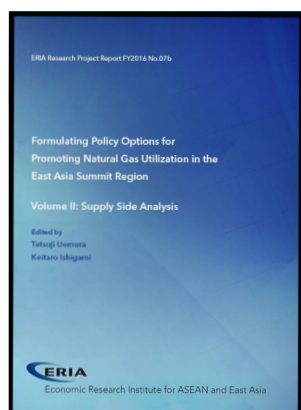 ERIA Research Project Report FY2016 No.07b
Formulating Policy Options for
Promoting Natural Gas Utilization in the
East Asia Summit Region
Volume II: Supply Side Analysis
Edited by
Tetsuji Uemura
Keitaro Ishigami
ERIA
Economic Research Institute for ASEAN and East Asia